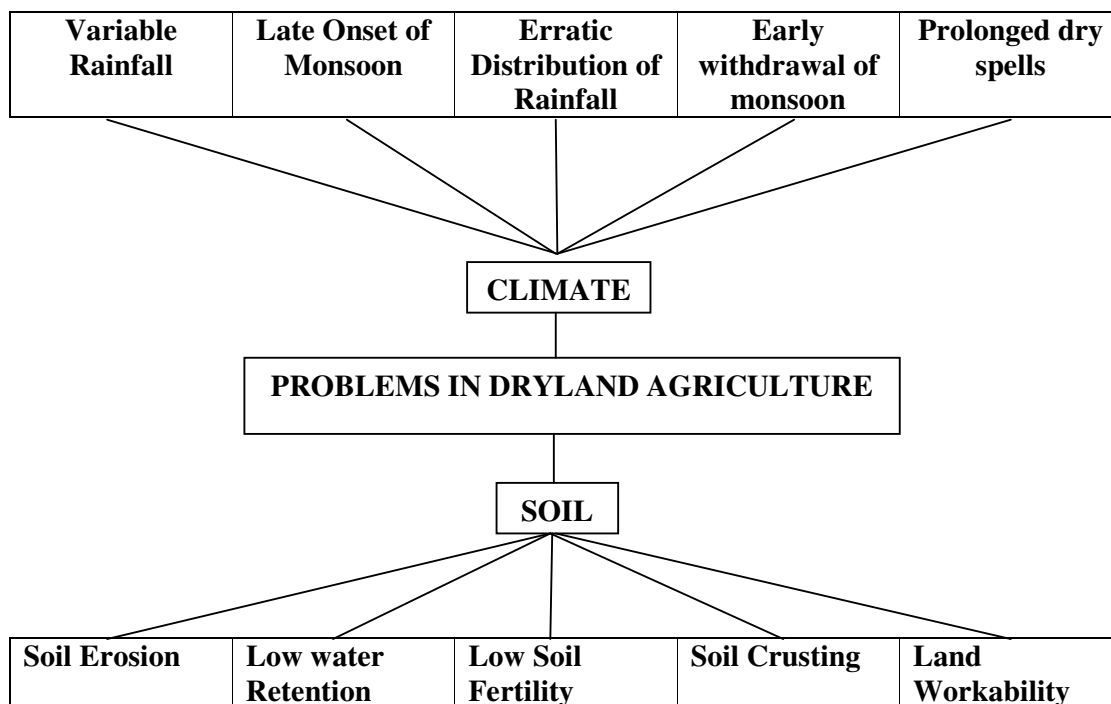 Variable
Rainfall
Late Onset of
Monsoon
Erratic
Distribution of
Rainfall
Early
withdrawal of
monsoon
Prolonged dry
spells
CLIMATE
PROBLEMS IN DRYLAND AGRICULTURE
SOIL
Soil Erosion
Low water
Retention
Low Soil
Fertility
Soil Crusting
Land
Workability